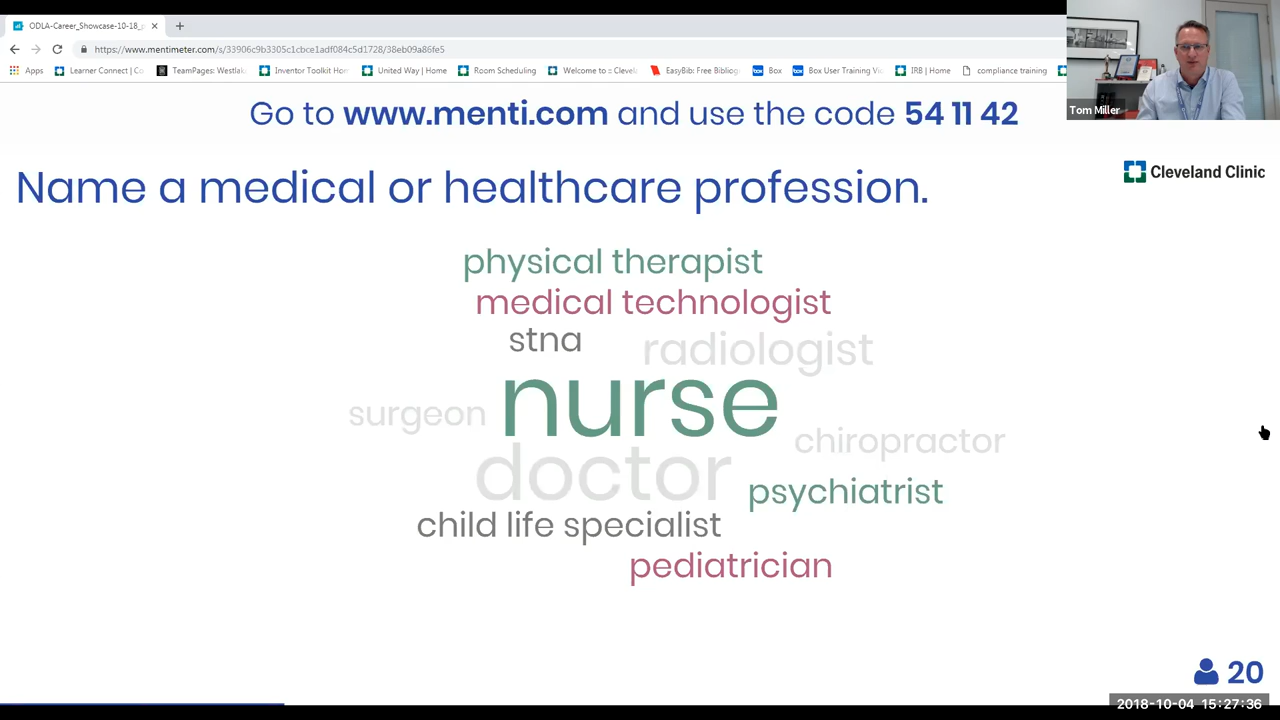 ODLA-Career_Showcase-10-18_
https://www.mentimeter.com/s/33906c9b3305c1cbce1adf084c5d1728/38eb09a86fe5
Apps Learner Connect | Co TeamPages: Westlak Inventor Toolkit Hom United Way | Home Room Scheduling Welcome to :: Clevel EasyBib: Free Bibliog Box Box User Training Vi IRB | Home compliance training
Go to www.menti.com and use the code 54 11 42
Tom Miller
Cleveland Clinic
Name a medical or healthcare profession.
physical therapist
medical technologist
stna
radiologist
nurse
surgeon
chiropractor
doctor
psychiatrist
child life specialist
pediatrician
20
2018-10-04 15:27:36